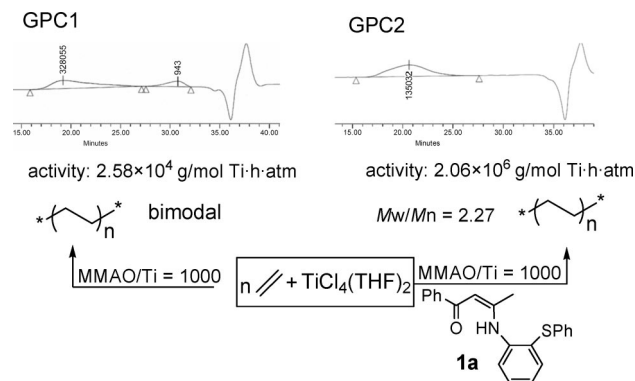 GPC1
GPC2
328055
943
135032
15.00 20.00 25.00 30.00 35.00 40.00
Minutes
15.00 20.00 25.00 30.00 35.00
Minutes
activity: 2.58×10⁴ g/mol Ti·h·atm
activity: 2.06×10⁶ g/mol Ti·h·atm
* ( ) n *
bimodal
Mw/Mn = 2.27
* ( ) n *
MMAO/Ti = 1000
n + TiCl₄(THF)₂
MMAO/Ti = 1000
Ph
O
HN
SPh
1a